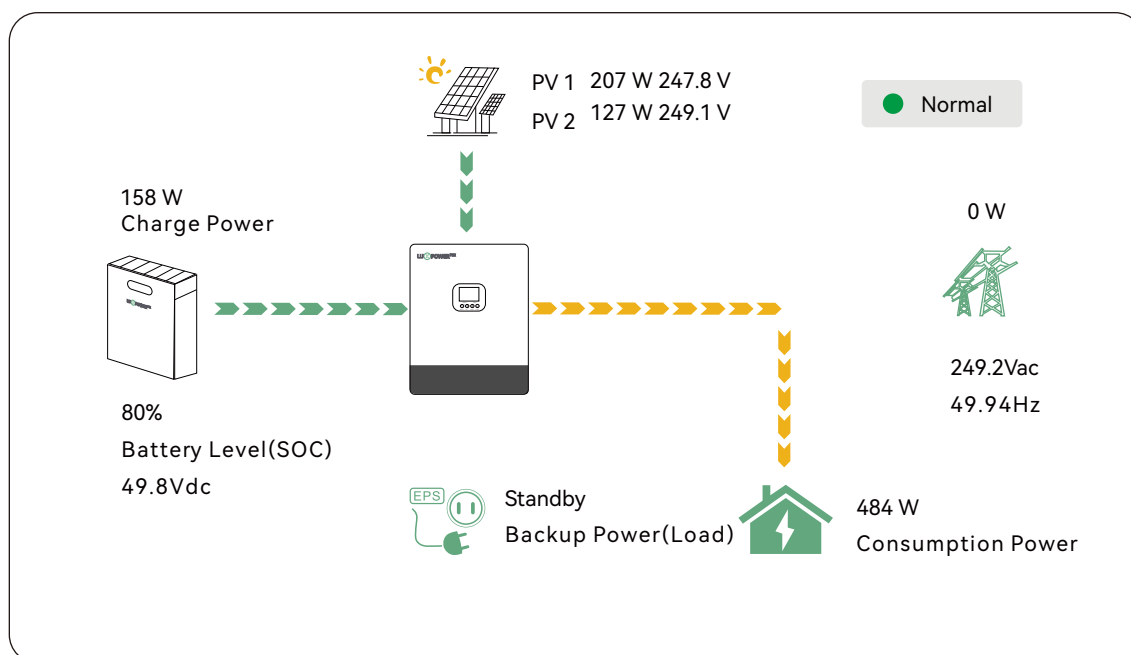 PV 1 207 W 247.8 V
PV 2 127 W 249.1 V
Normal
158 W
Charge Power
0 W
80%
Battery Level(SOC)
49.8Vdc
249.2Vac
49.94Hz
EPS
Standby
Backup Power(Load)
484 W
Consumption Power